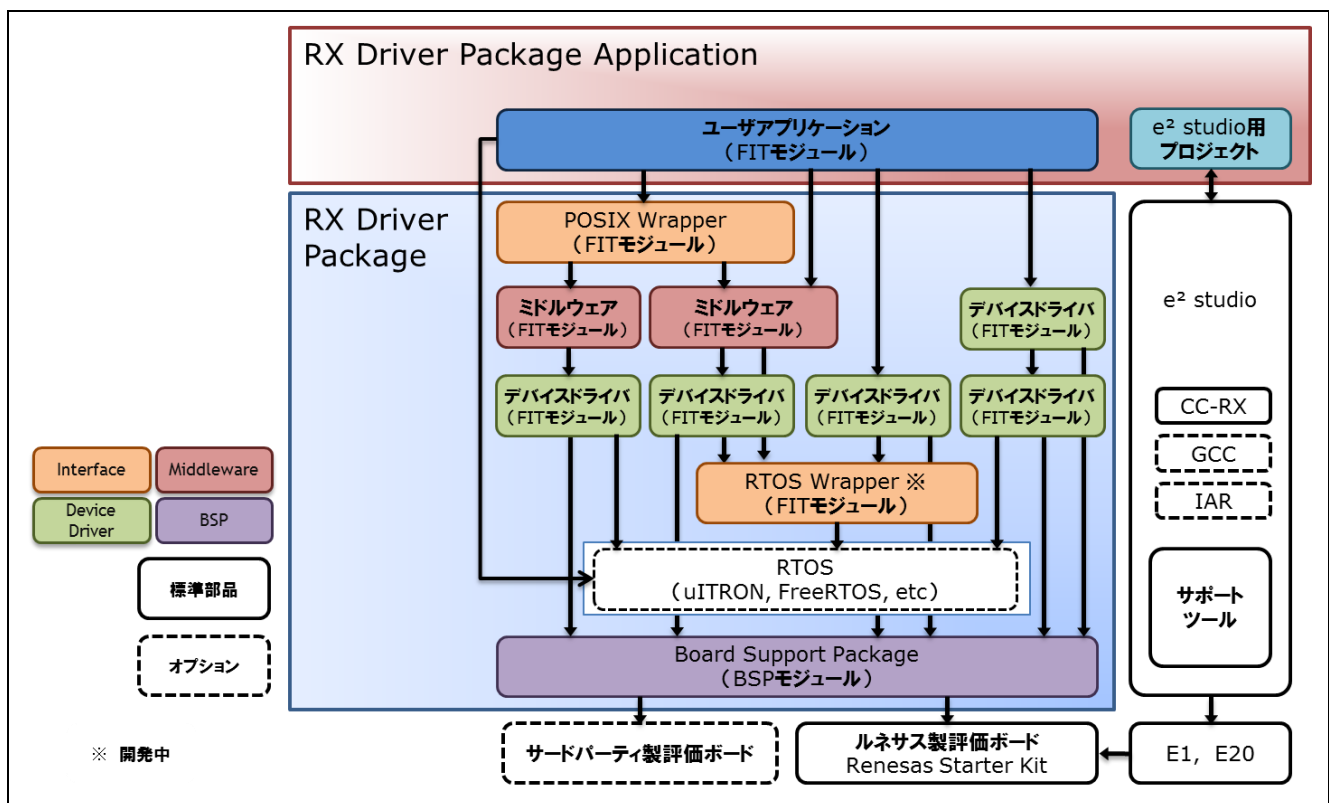 RX Driver Package Application
ユーザアプリケーション
(FITモジュール)
e² studio用
プロジェクト
RX Driver
Package
POSIX Wrapper
(FITモジュール)
ミドルウェア
(FITモジュール)
ミドルウェア
(FITモジュール)
デバイスドライバ
(FITモジュール)
デバイスドライバ
(FITモジュール)
デバイスドライバ
(FITモジュール)
デバイスドライバ
(FITモジュール)
デバイスドライバ
(FITモジュール)
RTOS Wrapper ※
(FITモジュール)
RTOS
(uITRON, FreeRTOS, etc)
Board Support Package
(BSPモジュール)
e² studio
CC-RX
GCC
IAR
サポート
ツール
Interface
Middleware
Device
Driver
BSP
標準部品
オプション
※ 開発中
サードパーティ製評価ボード
ルネサス製評価ボード
Renesas Starter Kit
E1, E20